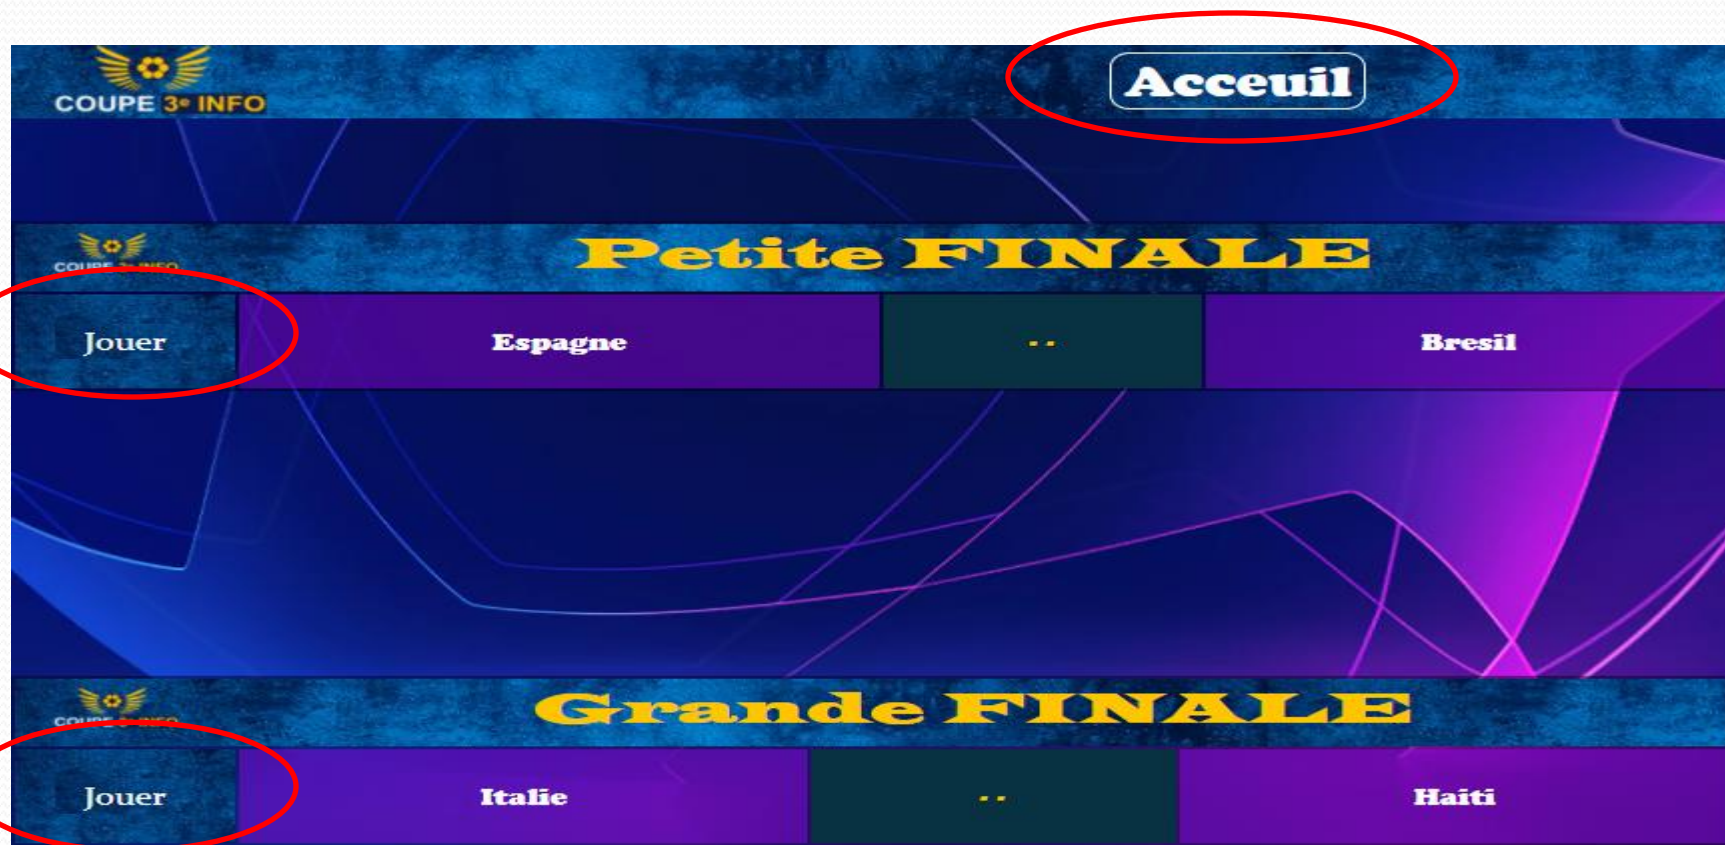 COUPE 3e INFO
Acceuil
Petite FINALE
Jouer
Espagne
- -
Bresil
Grande FINALE
Jouer
Italie
- -
Haiti